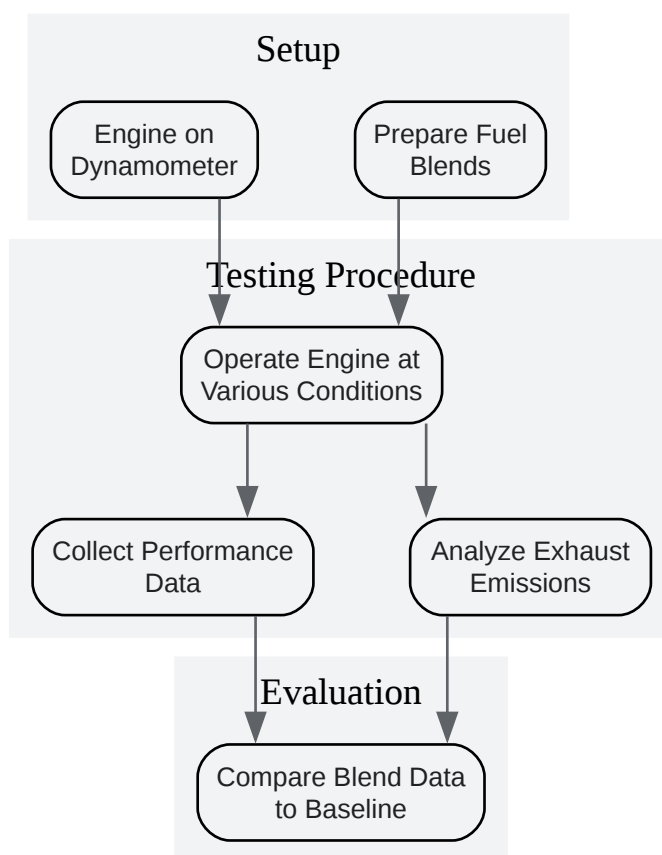 Setup
Engine on
Dynamometer
Prepare Fuel
Blends
Testing Procedure
Operate Engine at
Various Conditions
Collect Performance
Data
Analyze Exhaust
Emissions
Evaluation
Compare Blend Data
to Baseline